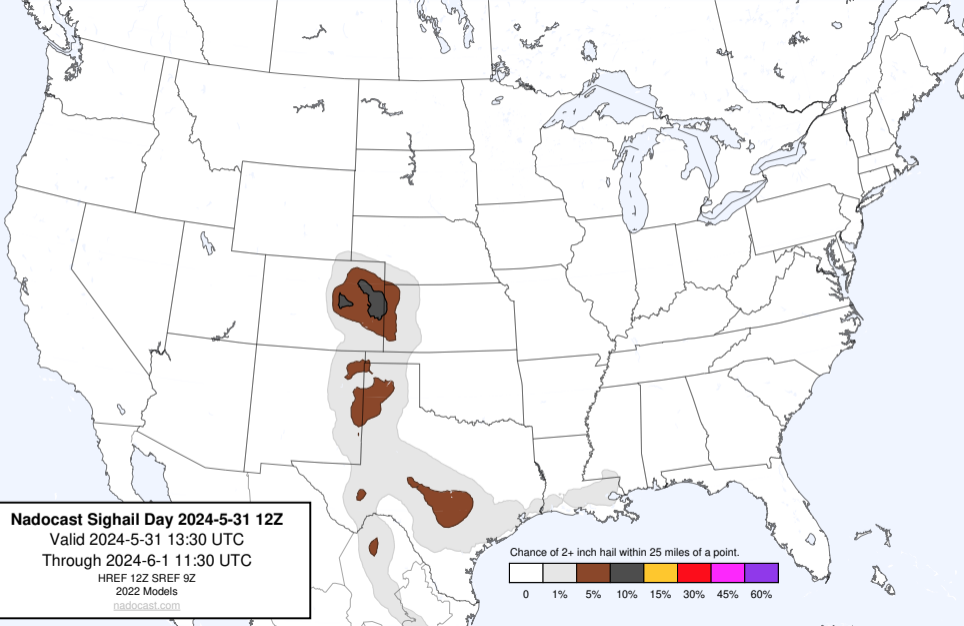 Nadocast Sighail Day 2024-5-31 12Z
Valid 2024-5-31 13:30 UTC
Through 2024-6-1 11:30 UTC
HREF 12Z SREF 9Z
2022 Models
nadocast.com
Chance of 2+ inch hail within 25 miles of a point.
0 1% 5% 10% 15% 30% 45% 60%